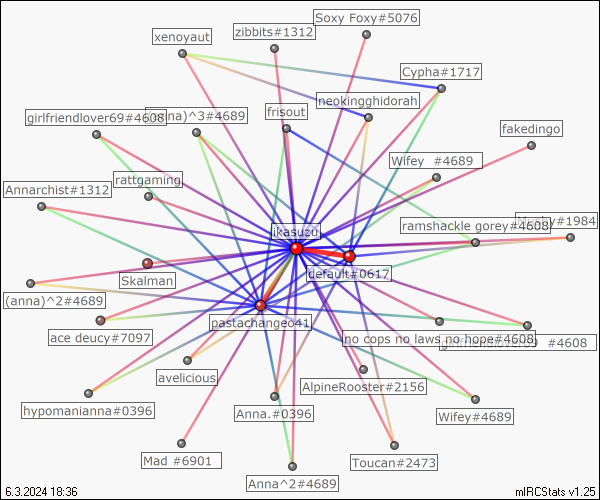 Soxy Foxy#5076
zibbits#1312
xenoyaut
Cypha#1717
neokingghidorah
girlfriendlover69#4608
(anna)^3#4689
frisout
fakedingo
Wifey #4689
rattgaming
Annarchist#1312
ramshackle gorey#4608
#1984
ikasuzu
default#0617
Skalman
(anna)^2#4689
pastachangeo41
ace deucy#7097
no cops no laws no hope#4608
girlfriendlover69 #4608
avelicious
AlpineRooster#2156
hypomanianna#0396
Anna.#0396
Wifey#4689
Mad #6901
Toucan#2473
Anna^2#4689
6.3.2024 18:36
mIRCStats v1.25